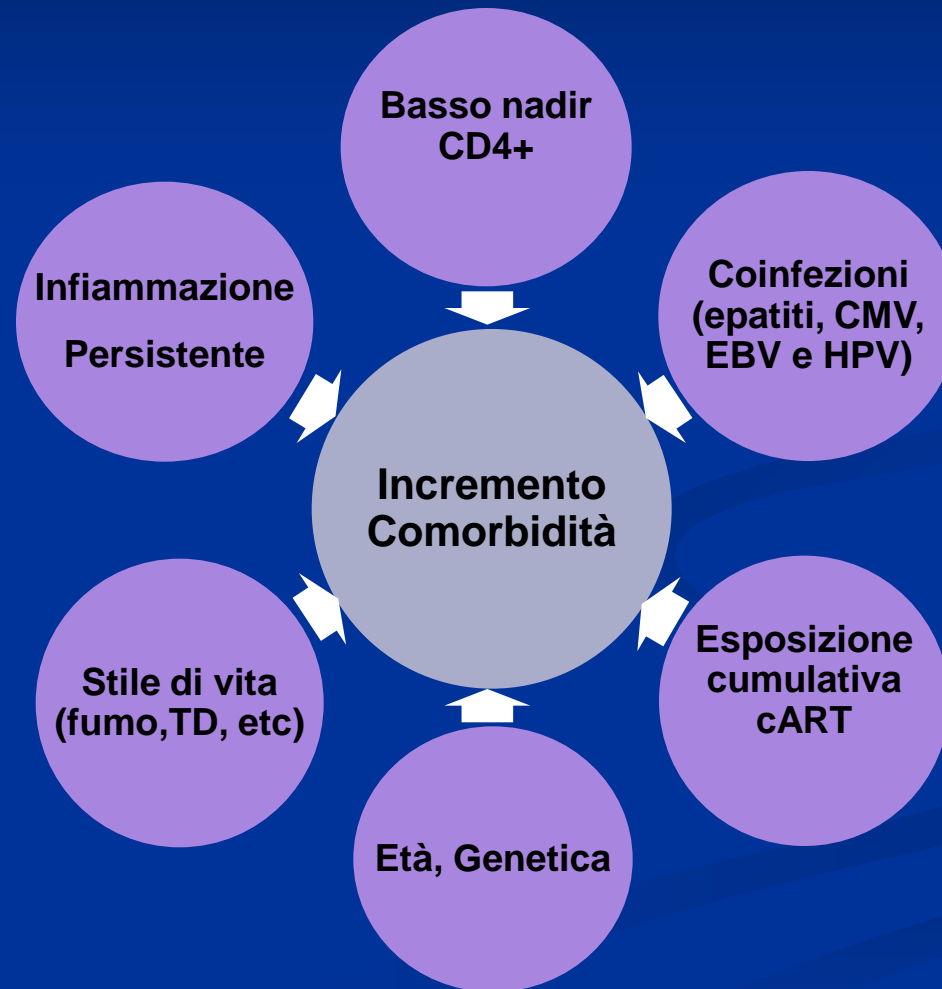 Basso nadir
CD4+
Infiammazione
Persistente
Coinfezioni
(epatiti, CMV,
EBV e HPV)
Incremento
Comorbidità
Stile di vita
(fumo,TD, etc)
Esposizione
cumulativa
cART
Età, Genetica